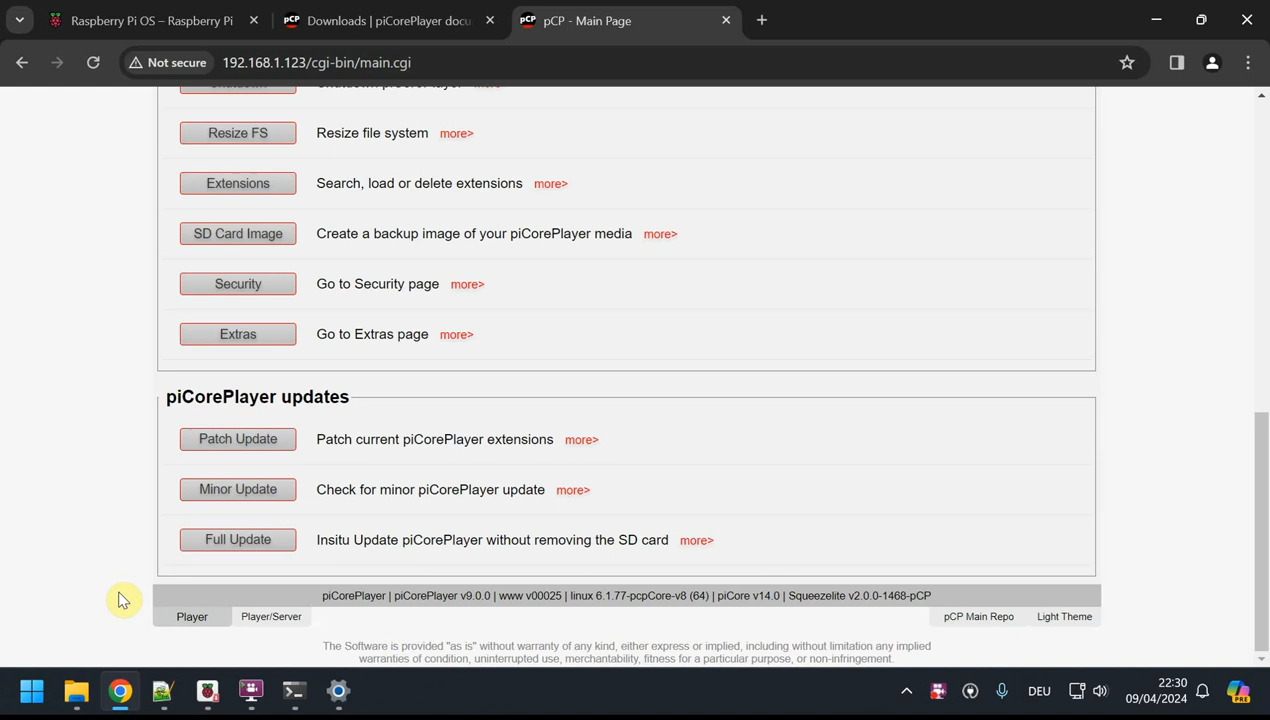 Raspberry Pi OS – Raspberry Pi
pCP Downloads | piCorePlayer docu
pCP pCP - Main Page
Not secure 192.168.1.123/cgi-bin/main.cgi
Shutdown Shutdown piCorePlayer more>
Resize FS Resize file system more>
Extensions Search, load or delete extensions more>
SD Card Image Create a backup image of your piCorePlayer media more>
Security Go to Security page more>
Extras Go to Extras page more>
piCorePlayer updates
Patch Update Patch current piCorePlayer extensions more>
Minor Update Check for minor piCorePlayer update more>
Full Update Insitu Update piCorePlayer without removing the SD card more>
piCorePlayer | piCorePlayer v9.0.0 | www v00025 | linux 6.1.77-pcpCore-v8 (64) | piCore v14.0 | Squeezelite v2.0.0-1468-pCP
Player Player/Server pCP Main Repo Light Theme
The Software is provided "as is" without warranty of any kind, either express or implied, including without limitation any implied
warranties of condition, uninterrupted use, merchantability, fitness for a particular purpose, or non-infringement.
DEU
22:30
09/04/2024
PRE